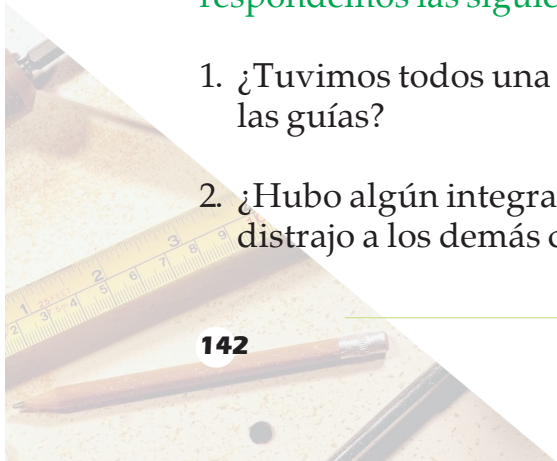 respondemos las siguie
1. ¿Tuvimos todos una
las guías?
2. ¿Hubo algún integra
distrajo a los demás
142